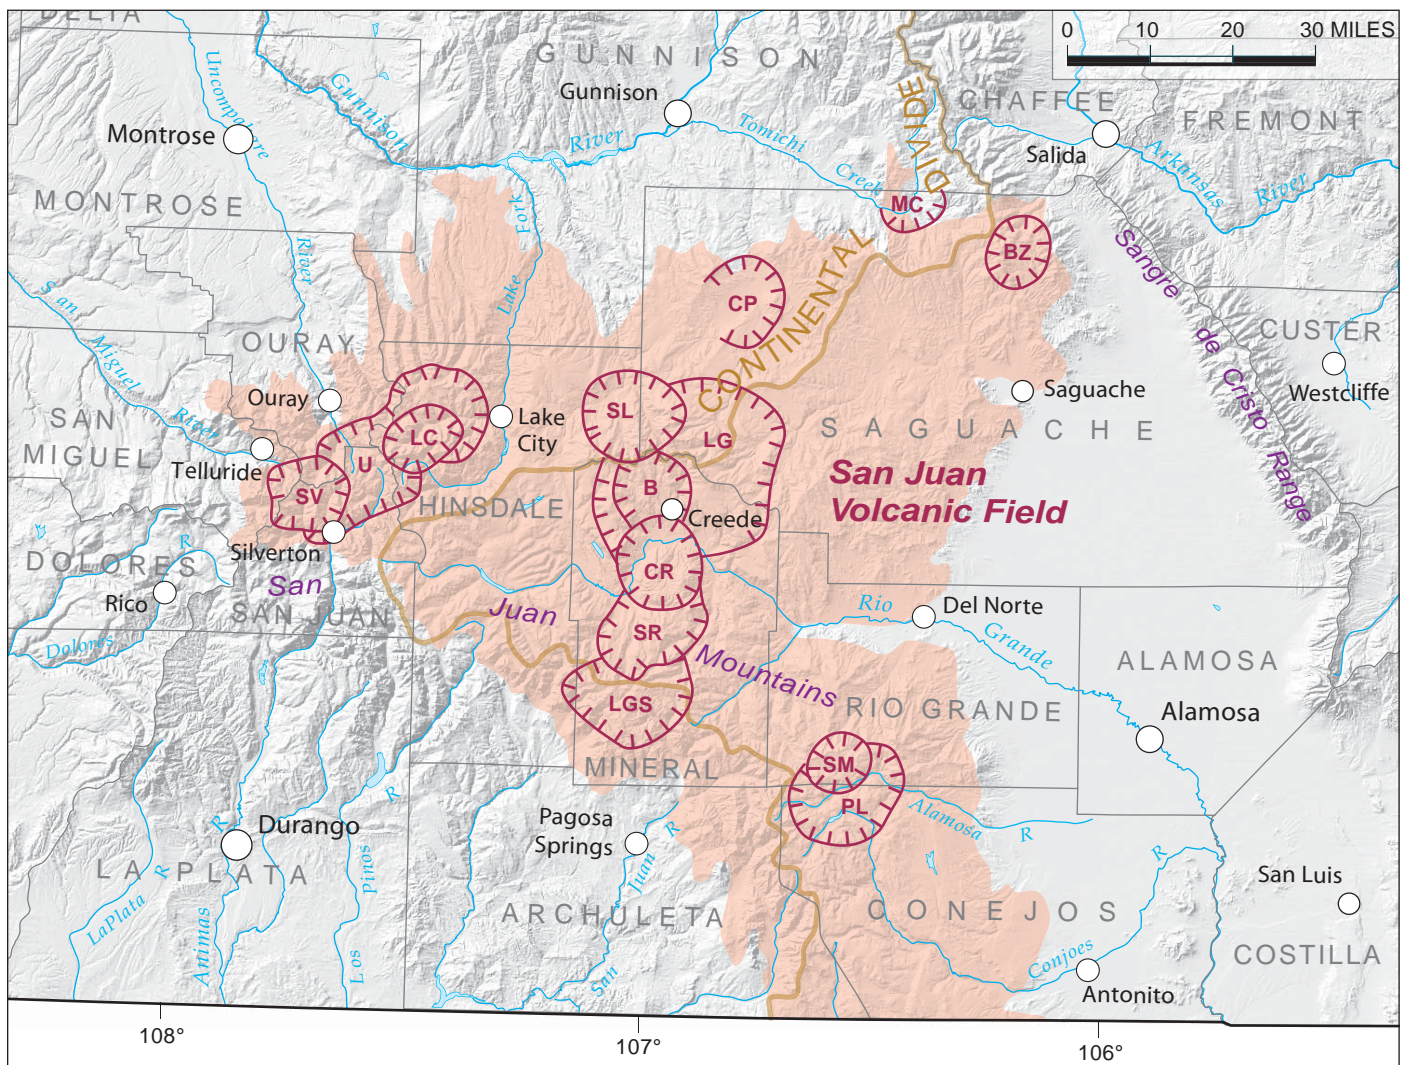 DELTA
0 10 20 30 MILES
GUNNISON
Gunnison
CHAFFEE
FREMONT
DIVIDE
Uncompahgre
Gunnison
River
Tomichi
Creek
Montrose
Salida
Arkansas
River
MONTROSE
River
Fork
Lake
MC
BZ
Sangre
de
Cristo
Range
CONTINENTAL
CP
San
Miguel
River
OURAY
CUSTER
Westcliffe
Ouray
Saguache
SAGUACHE
SAN
MIGUEL
Telluride
Lake
City
LC
U
SV
SL
LG
B
San Juan
Volcanic Field
HINSDALE
Creede
Silverton
DOLORES
R
Rico
Dolores
San
SAN JUAN
Juan
Mountains
CR
SR
LGS
Rio
Grande
Del Norte
ALAMOSA
Alamosa
RIO GRANDE
MINERAL
SM
PL
Alamosa
R
Pagosa
Springs
Durango
R
R
LA PLATA
LaPlata
R
Animas
Los
Pinos
San
Juan
R
ARCHULETA
CONEJOS
R
Conjoes
Antonito
San Luis
COSTILLA
108°
107°
106°